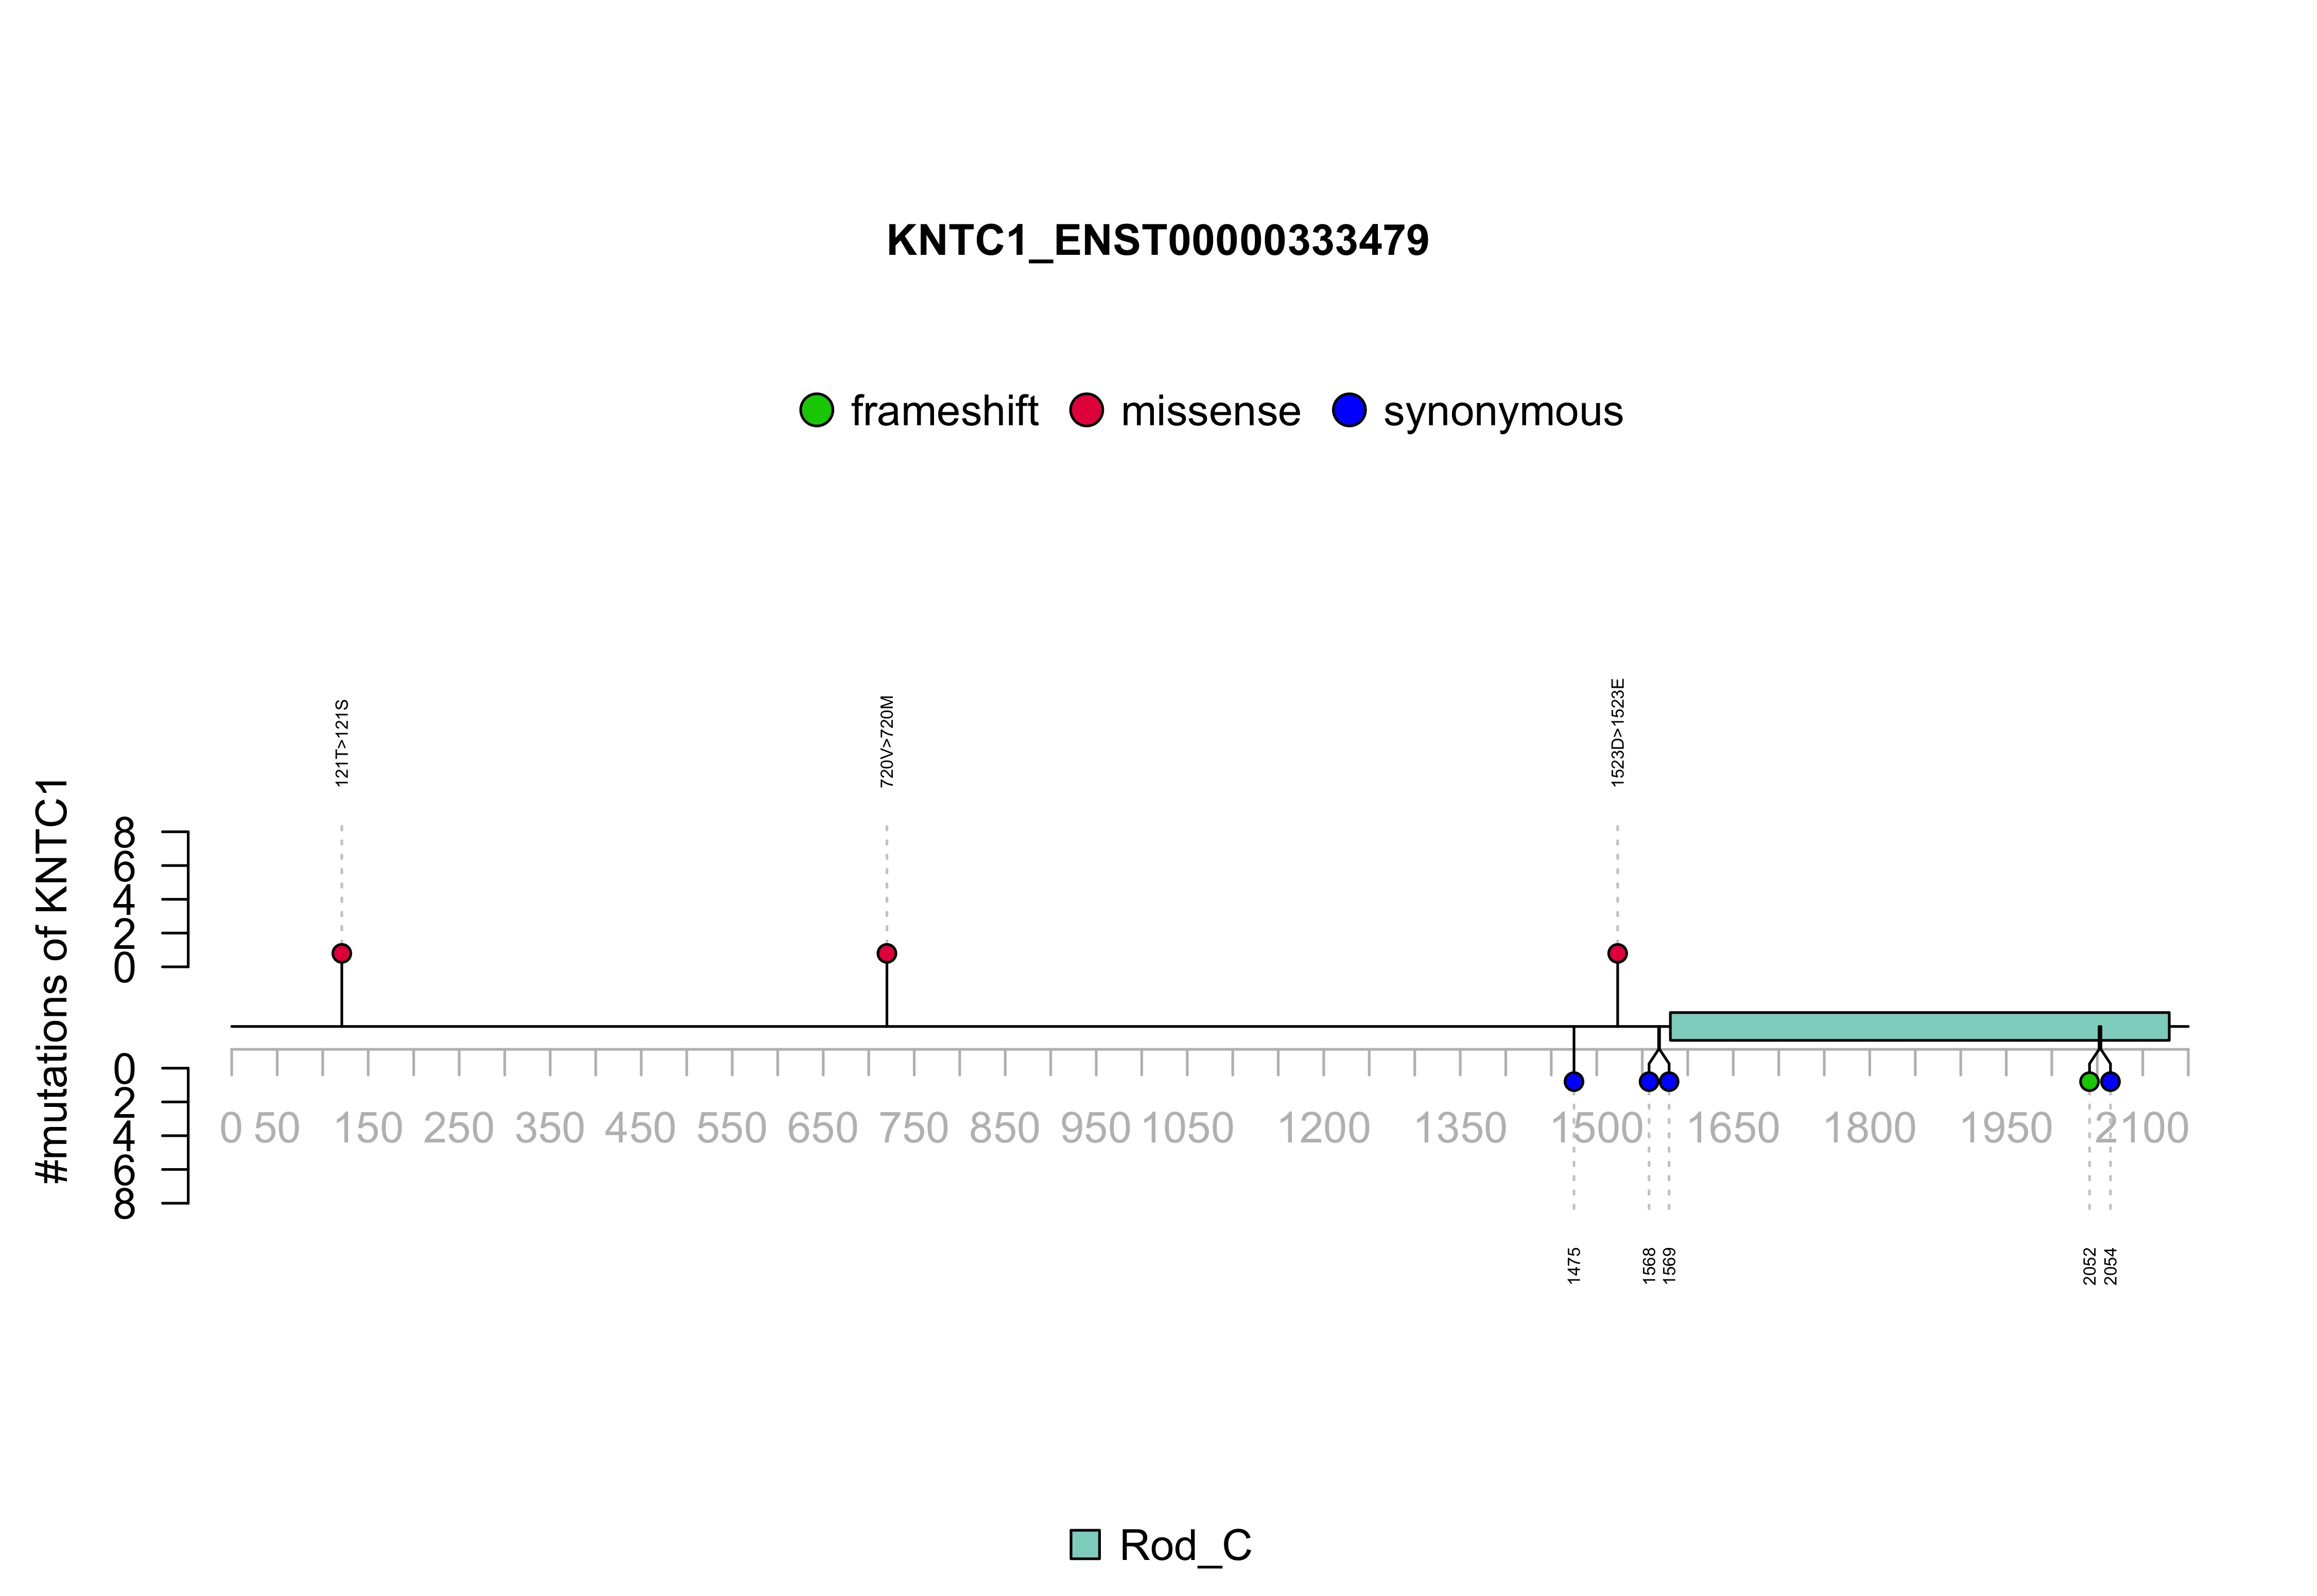 KNTC1_ENST00000333479
frameshift missense synonymous
121T>121S 720V>720M 1523D>1523E
#mutations of KNTC1
8
6
4
2
0
0
2
4
6
8
0 50 150 250 350 450 550 650 750 850 950 1050 1200 1350 1500 1650 1800 1950 2100
1475 1568 1569 2052 2054
Rod_C